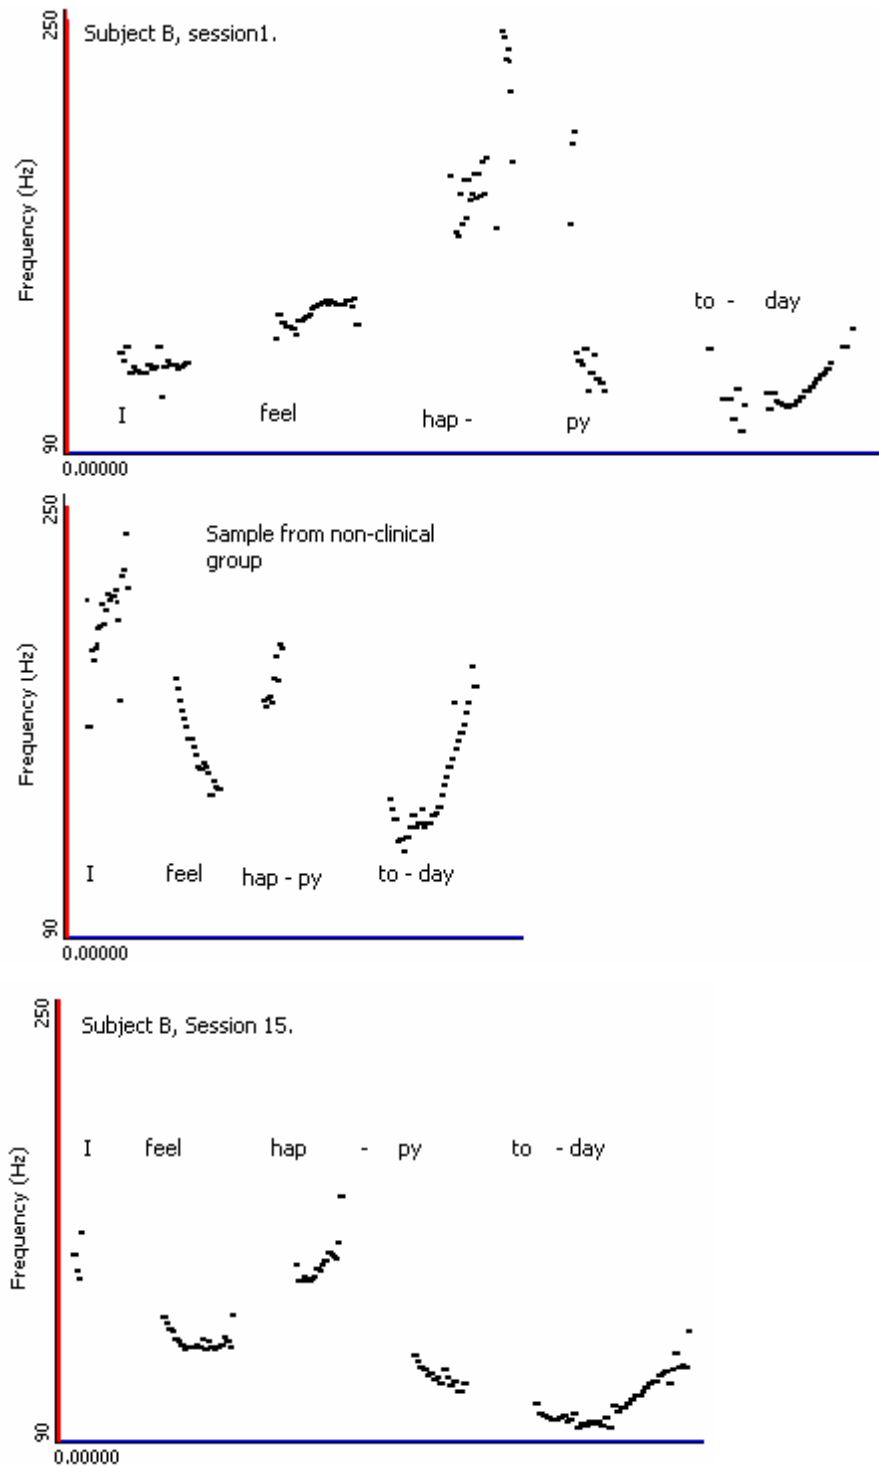 250
Subject B, session1.
Frequency (Hz)
to - day
I feel hap - py
90
0.00000
250
Sample from non-clinical
group
Frequency (Hz)
I feel hap - py to - day
90
0.00000
250
Subject B, Session 15.
I feel hap - py to - day
Frequency (Hz)
90
0.00000